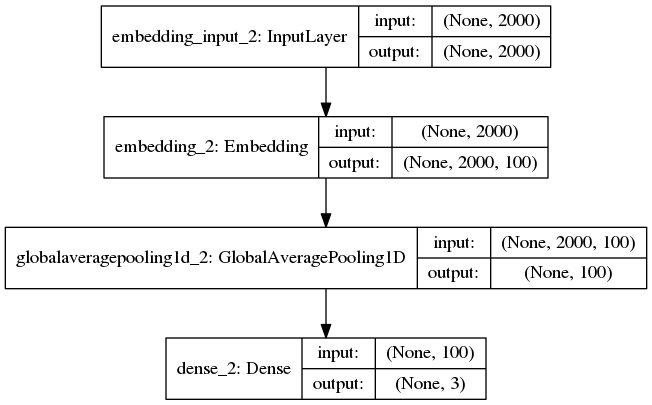 embedding_input_2: InputLayer
input: (None, 2000)
output: (None, 2000)
embedding_2: Embedding
input: (None, 2000)
output: (None, 2000, 100)
globalaveragepooling1d_2: GlobalAveragePooling1D
input: (None, 2000, 100)
output: (None, 100)
dense_2: Dense
input: (None, 100)
output: (None, 3)